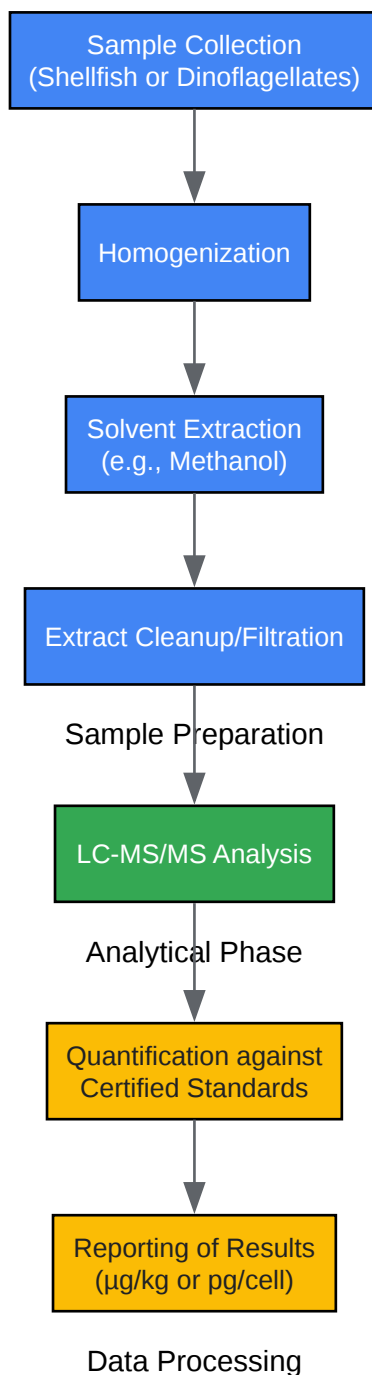 Sample Collection
(Shellfish or Dinoflagellates)
Homogenization
Solvent Extraction
(e.g., Methanol)
Extract Cleanup/Filtration
Sample Preparation
LC-MS/MS Analysis
Analytical Phase
Quantification against
Certified Standards
Reporting of Results
(µg/kg or pg/cell)
Data Processing